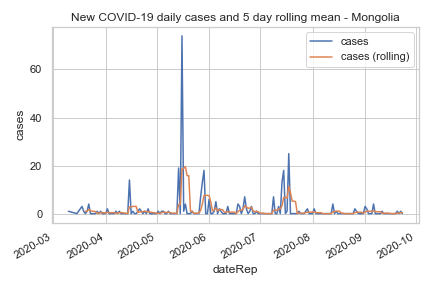 New COVID-19 daily cases and 5 day rolling mean - Mongolia
cases
cases (rolling)
cases
60
40
20
0
2020-03
2020-04
2020-05
2020-06
2020-07
2020-08
2020-09
2020-10
dateRep